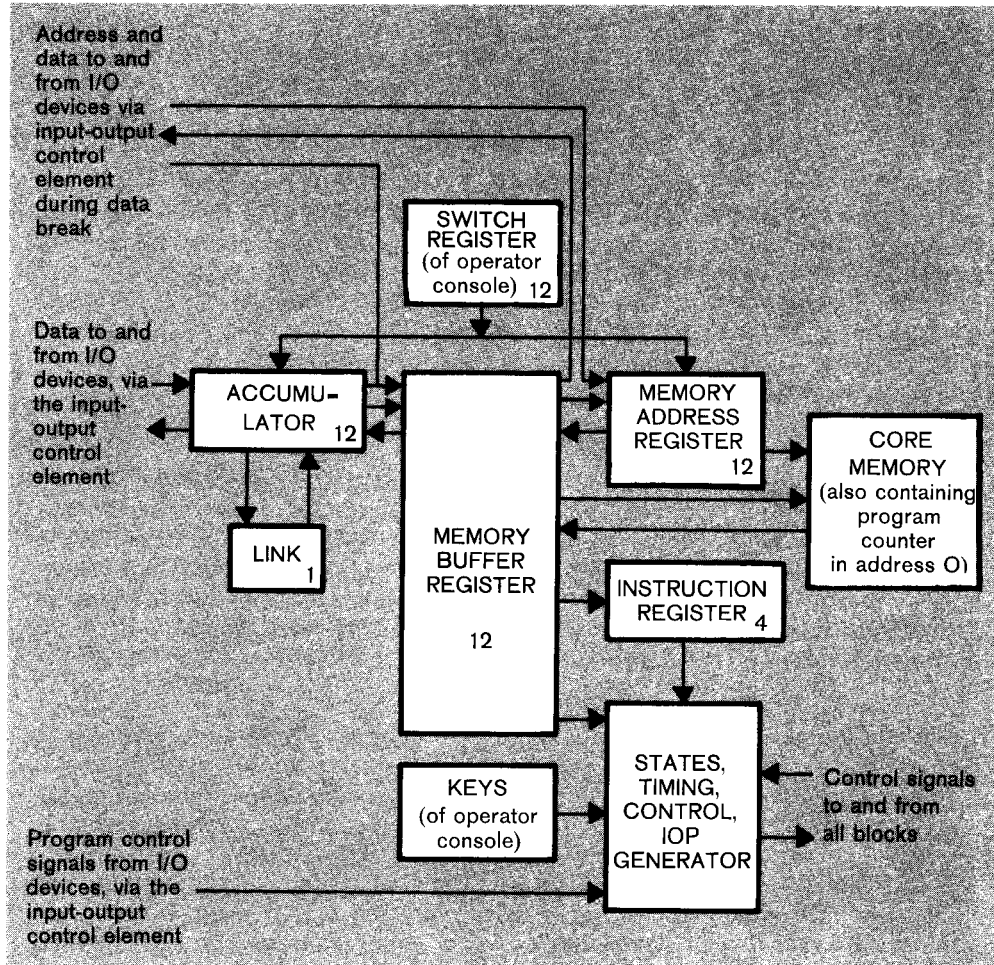 Address and
data to and
from I/O
devices via
input-output
control
element
during data
break
SWITCH
REGISTER
(of operator
console) 12
Data to and
from I/O
devices, via
the input-
output
control
element
ACCUMU-
LATOR 12
LINK
1
MEMORY
BUFFER
REGISTER
12
MEMORY
ADDRESS
REGISTER
12
CORE
MEMORY
(also containing
program
counter
in address O)
INSTRUCTION
REGISTER 4
KEYS
(of operator
console)
STATES,
TIMING,
CONTROL,
IOP
GENERATOR
Control signals
to and from
all blocks
Program control
signals from I/O
devices, via the
input-output
control element